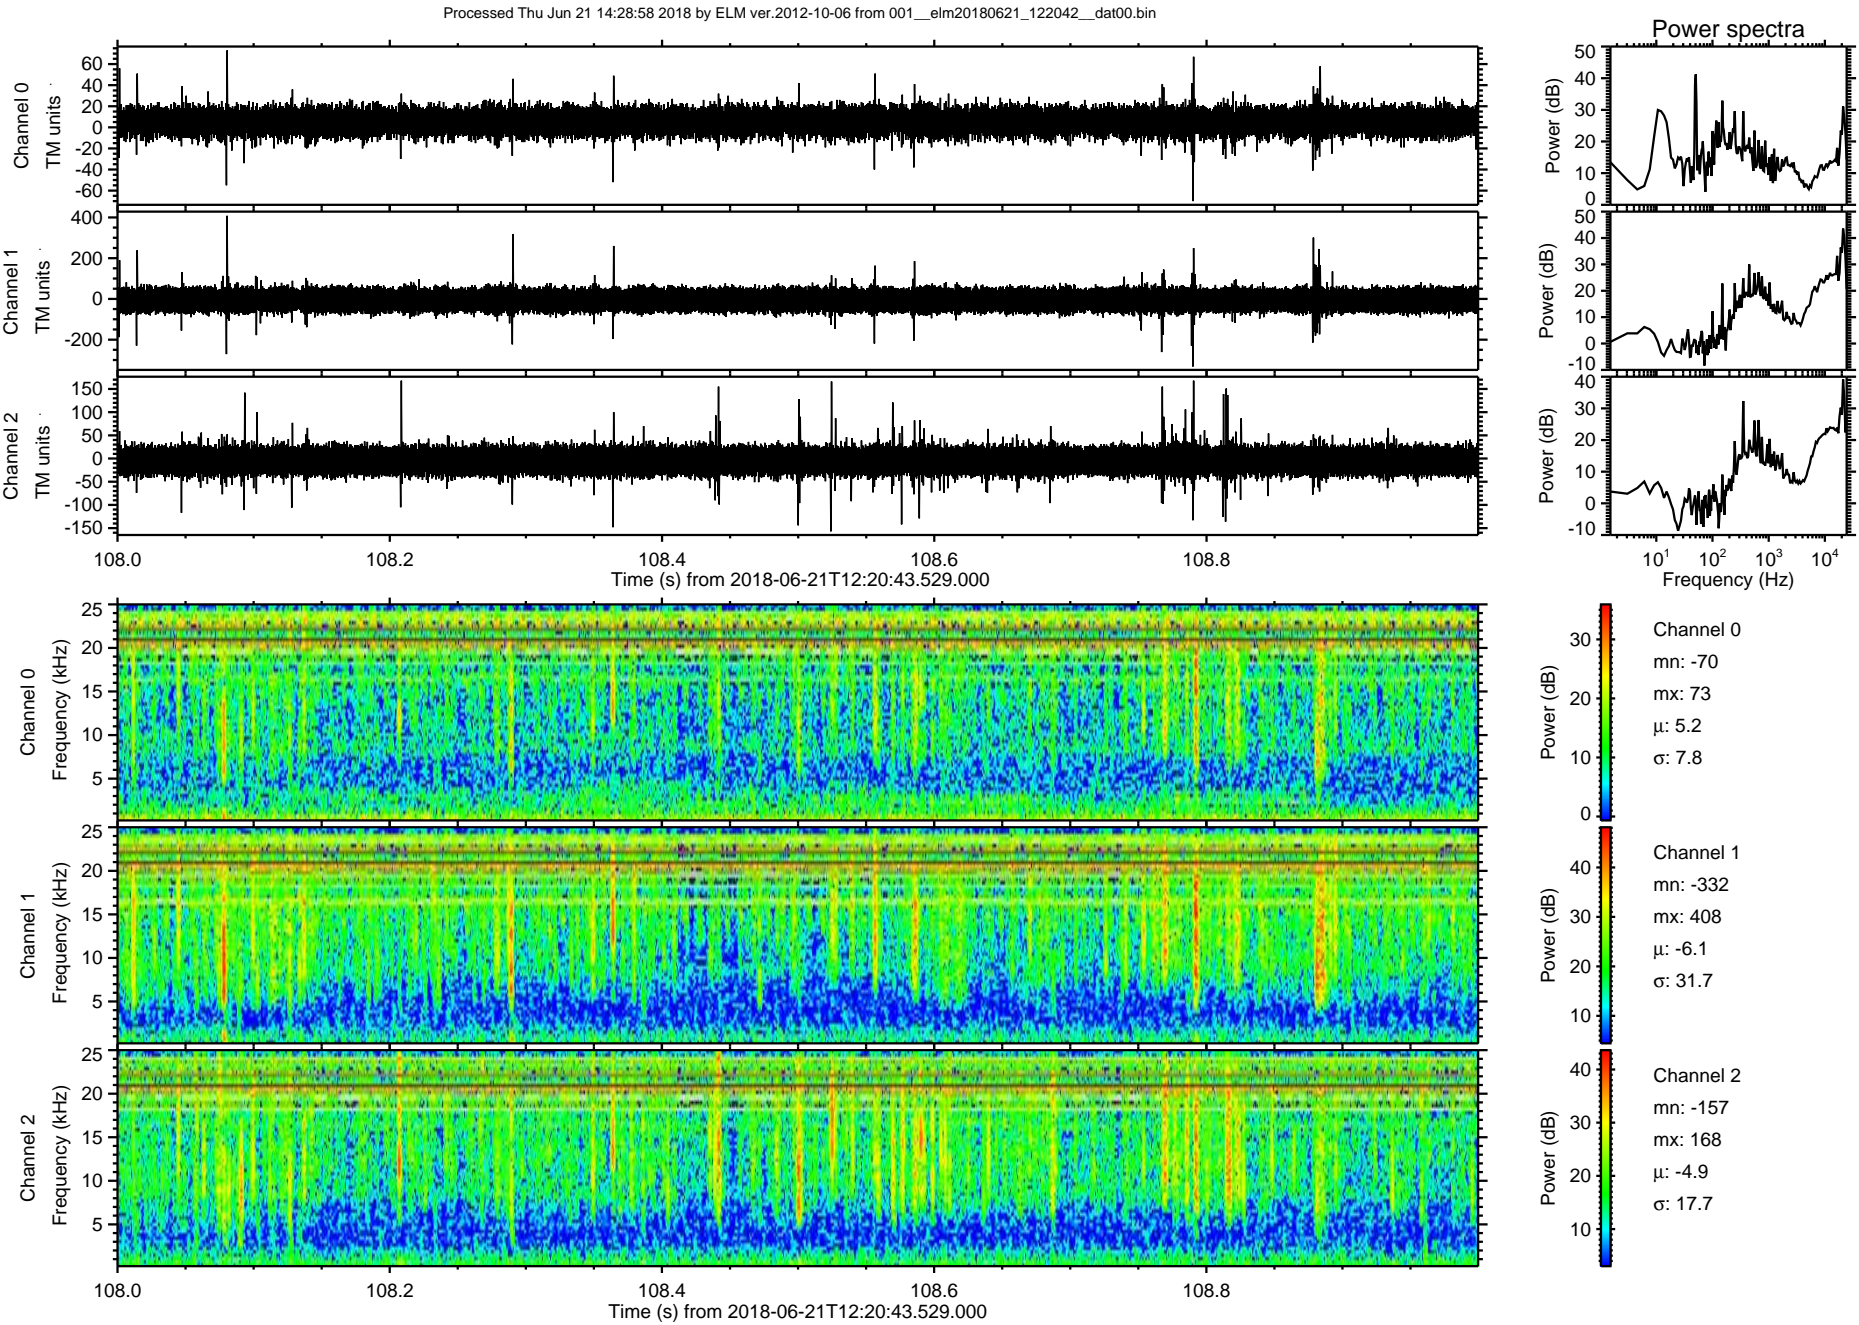 Processed Thu Jun 21 14:28:58 2018 by ELM ver.2012-10-06 from 001__elm20180621_122042__dat00.bin
Power spectra
Channel 0
TM units
60
40
20
0
-20
-40
-60
Power (dB)
50
40
30
20
10
0
Channel 1
TM units
400
200
0
-200
Power (dB)
50
40
30
20
10
0
-10
Channel 2
TM units
150
100
50
0
-50
-100
-150
Power (dB)
40
30
20
10
0
-10
108.0 108.2 108.4 108.6 108.8
Time (s) from 2018-06-21T12:20:43.529.000
10¹ 10² 10³ 10⁴
Frequency (Hz)
Channel 0
Frequency (kHz)
25
20
15
10
5
Power (dB)
30
20
10
0
Channel 0
mn: -70
mx: 73
μ: 5.2
σ: 7.8
Channel 1
Frequency (kHz)
25
20
15
10
5
Power (dB)
40
30
20
10
Channel 1
mn: -332
mx: 408
μ: -6.1
σ: 31.7
Channel 2
Frequency (kHz)
25
20
15
10
5
Power (dB)
40
30
20
10
Channel 2
mn: -157
mx: 168
μ: -4.9
σ: 17.7
108.0 108.2 108.4 108.6 108.8
Time (s) from 2018-06-21T12:20:43.529.000